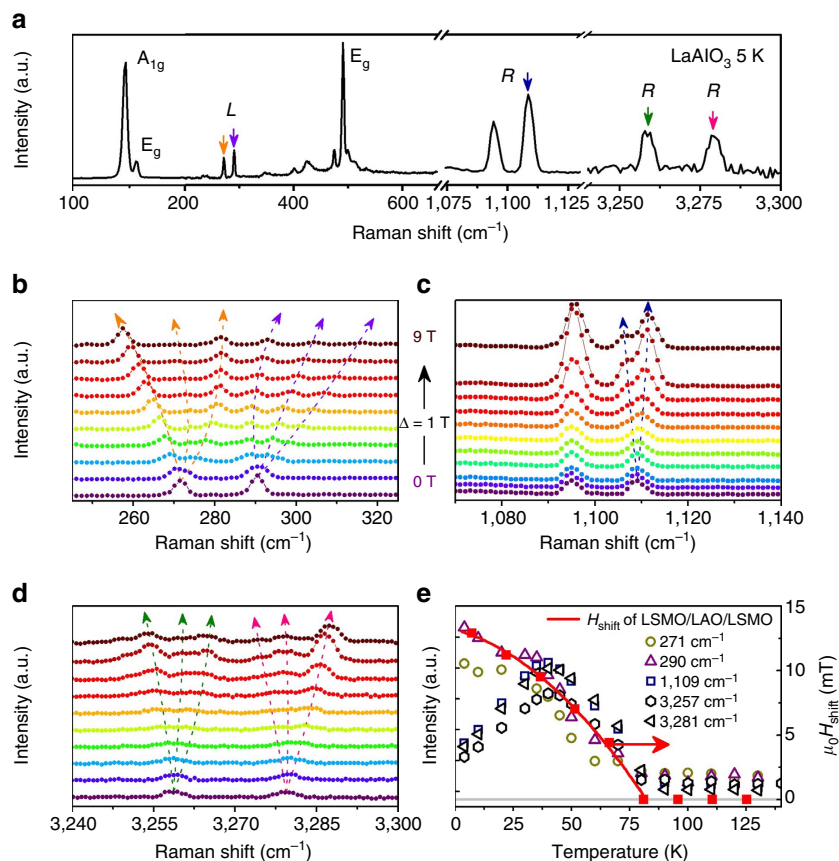 a
Intensity (a.u.)
A1g
Eg
L
Eg
R
R
R
LaAlO3 5 K
100 200 400 600 1,075 1,100 1,125 3,250 3,275 3,300
Raman shift (cm–1)
b
Intensity (a.u.)
9 T
Δ = 1 T
0 T
260 280 300 320
Raman shift (cm–1)
c
Intensity (a.u.)
1,080 1,100 1,120 1,140
Raman shift (cm–1)
d
Intensity (a.u.)
3,240 3,255 3,270 3,285 3,300
Raman shift (cm–1)
e
Intensity (a.u.)
Hshift of LSMO/LAO/LSMO
271 cm–1
290 cm–1
1,109 cm–1
3,257 cm–1
3,281 cm–1
15
10
5
0
μ0Hshift (mT)
0 25 50 75 100 125
Temperature (K)